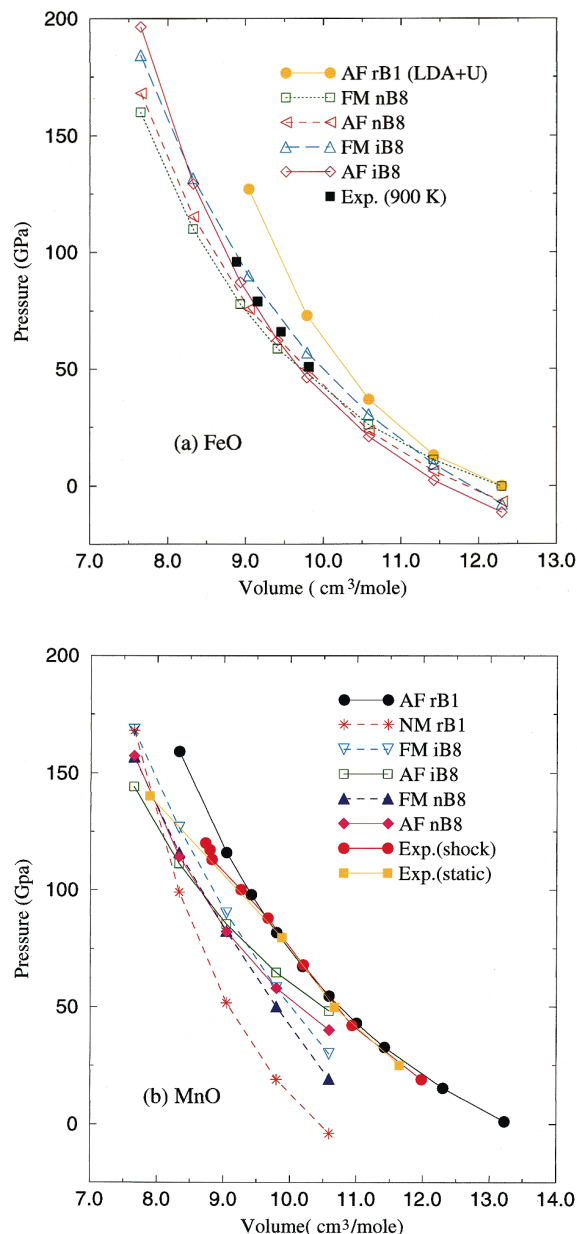 200
AF rB1 (LDA+U)
FM nB8
150
AF nB8
FM iB8
AF iB8
Exp. (900 K)
100
Pressure (GPa)
50
(a) FeO
0
7.0 8.0 9.0 10.0 11.0 12.0 13.0
Volume ( cm³/mole)
200
AF rB1
NM rB1
FM iB8
150
AF iB8
FM nB8
AF nB8
Exp.(shock)
Exp.(static)
100
Pressure (Gpa)
50
(b) MnO
0
7.0 8.0 9.0 10.0 11.0 12.0 13.0 14.0
Volume( cm³/mole)